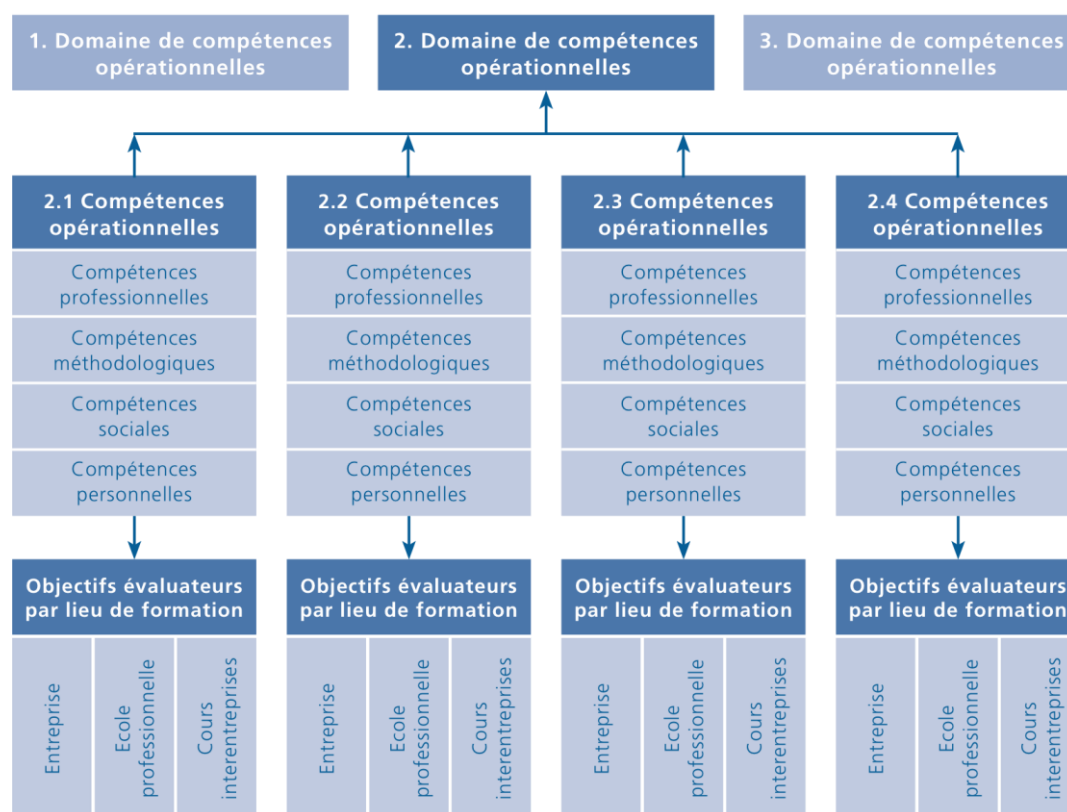 1. Domaine de compétences
opérationnelles
2. Domaine de compétences
opérationnelles
3. Domaine de compétences
opérationnelles
2.1 Compétences
opérationnelles
Compétences
professionnelles
Compétences
méthodologiques
Compétences
sociales
Compétences
personnelles
Objectifs évaluateurs
par lieu de formation
Entreprise
Ecole
professionnelle
Cours
interentreprises
2.2 Compétences
opérationnelles
Compétences
professionnelles
Compétences
méthodologiques
Compétences
sociales
Compétences
personnelles
Objectifs évaluateurs
par lieu de formation
Entreprise
Ecole
professionnelle
Cours
interentreprises
2.3 Compétences
opérationnelles
Compétences
professionnelles
Compétences
méthodologiques
Compétences
sociales
Compétences
personnelles
Objectifs évaluateurs
par lieu de formation
Entreprise
Ecole
professionnelle
Cours
interentreprises
2.4 Compétences
opérationnelles
Compétences
professionnelles
Compétences
méthodologiques
Compétences
sociales
Compétences
personnelles
Objectifs évaluateurs
par lieu de formation
Entreprise
Ecole
professionnelle
Cours
interentreprises